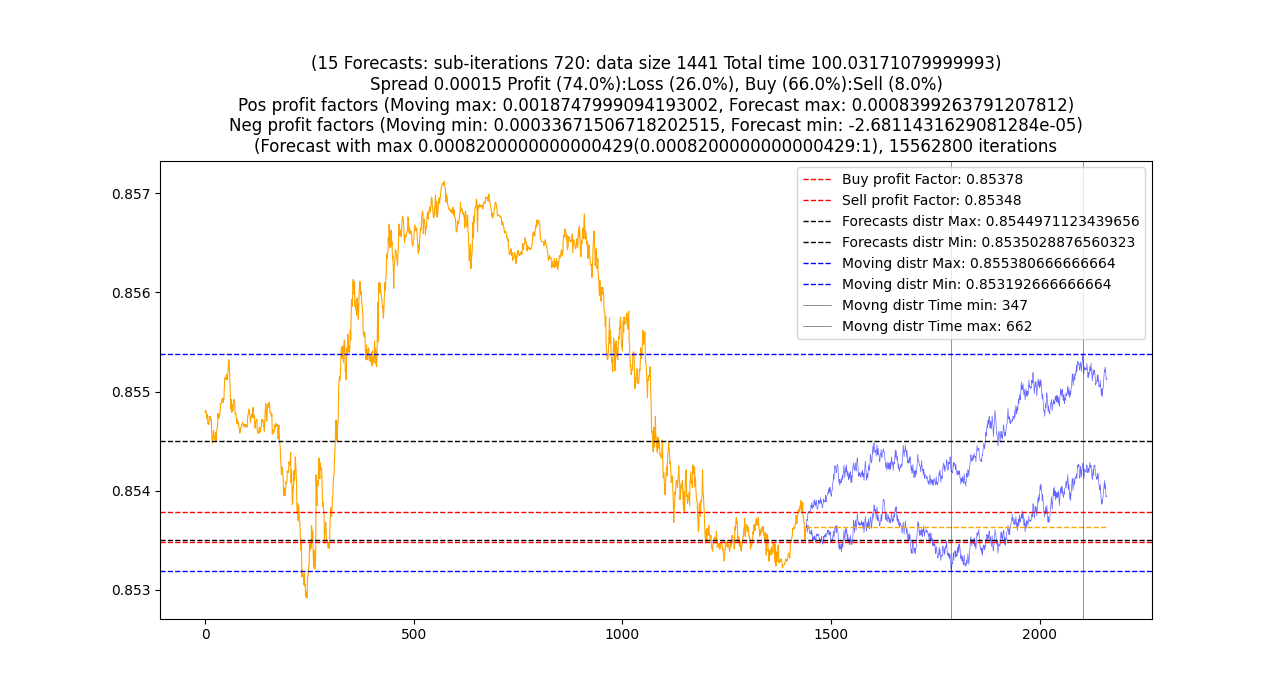 (15 Forecasts: sub-iterations 720: data size 1441 Total time 100.03171079999993)
Spread 0.00015 Profit (74.0%):Loss (26.0%), Buy (66.0%):Sell (8.0%)
Pos profit factors (Moving max: 0.0018747999094193002, Forecast max: 0.0008399263791207812)
Neg profit factors (Moving min: 0.00033671506718202515, Forecast min: -2.6811431629081284e-05)
(Forecast with max 0.0008200000000000429(0.0008200000000000429:1), 15562800 iterations
Buy profit Factor: 0.85378
Sell profit Factor: 0.85348
Forecasts distr Max: 0.8544971123439656
Forecasts distr Min: 0.8535028876560323
Moving distr Max: 0.855380666666664
Moving distr Min: 0.853192666666664
Movng distr Time min: 347
Movng distr Time max: 662
0.857
0.856
0.855
0.854
0.853
0 500 1000 1500 2000